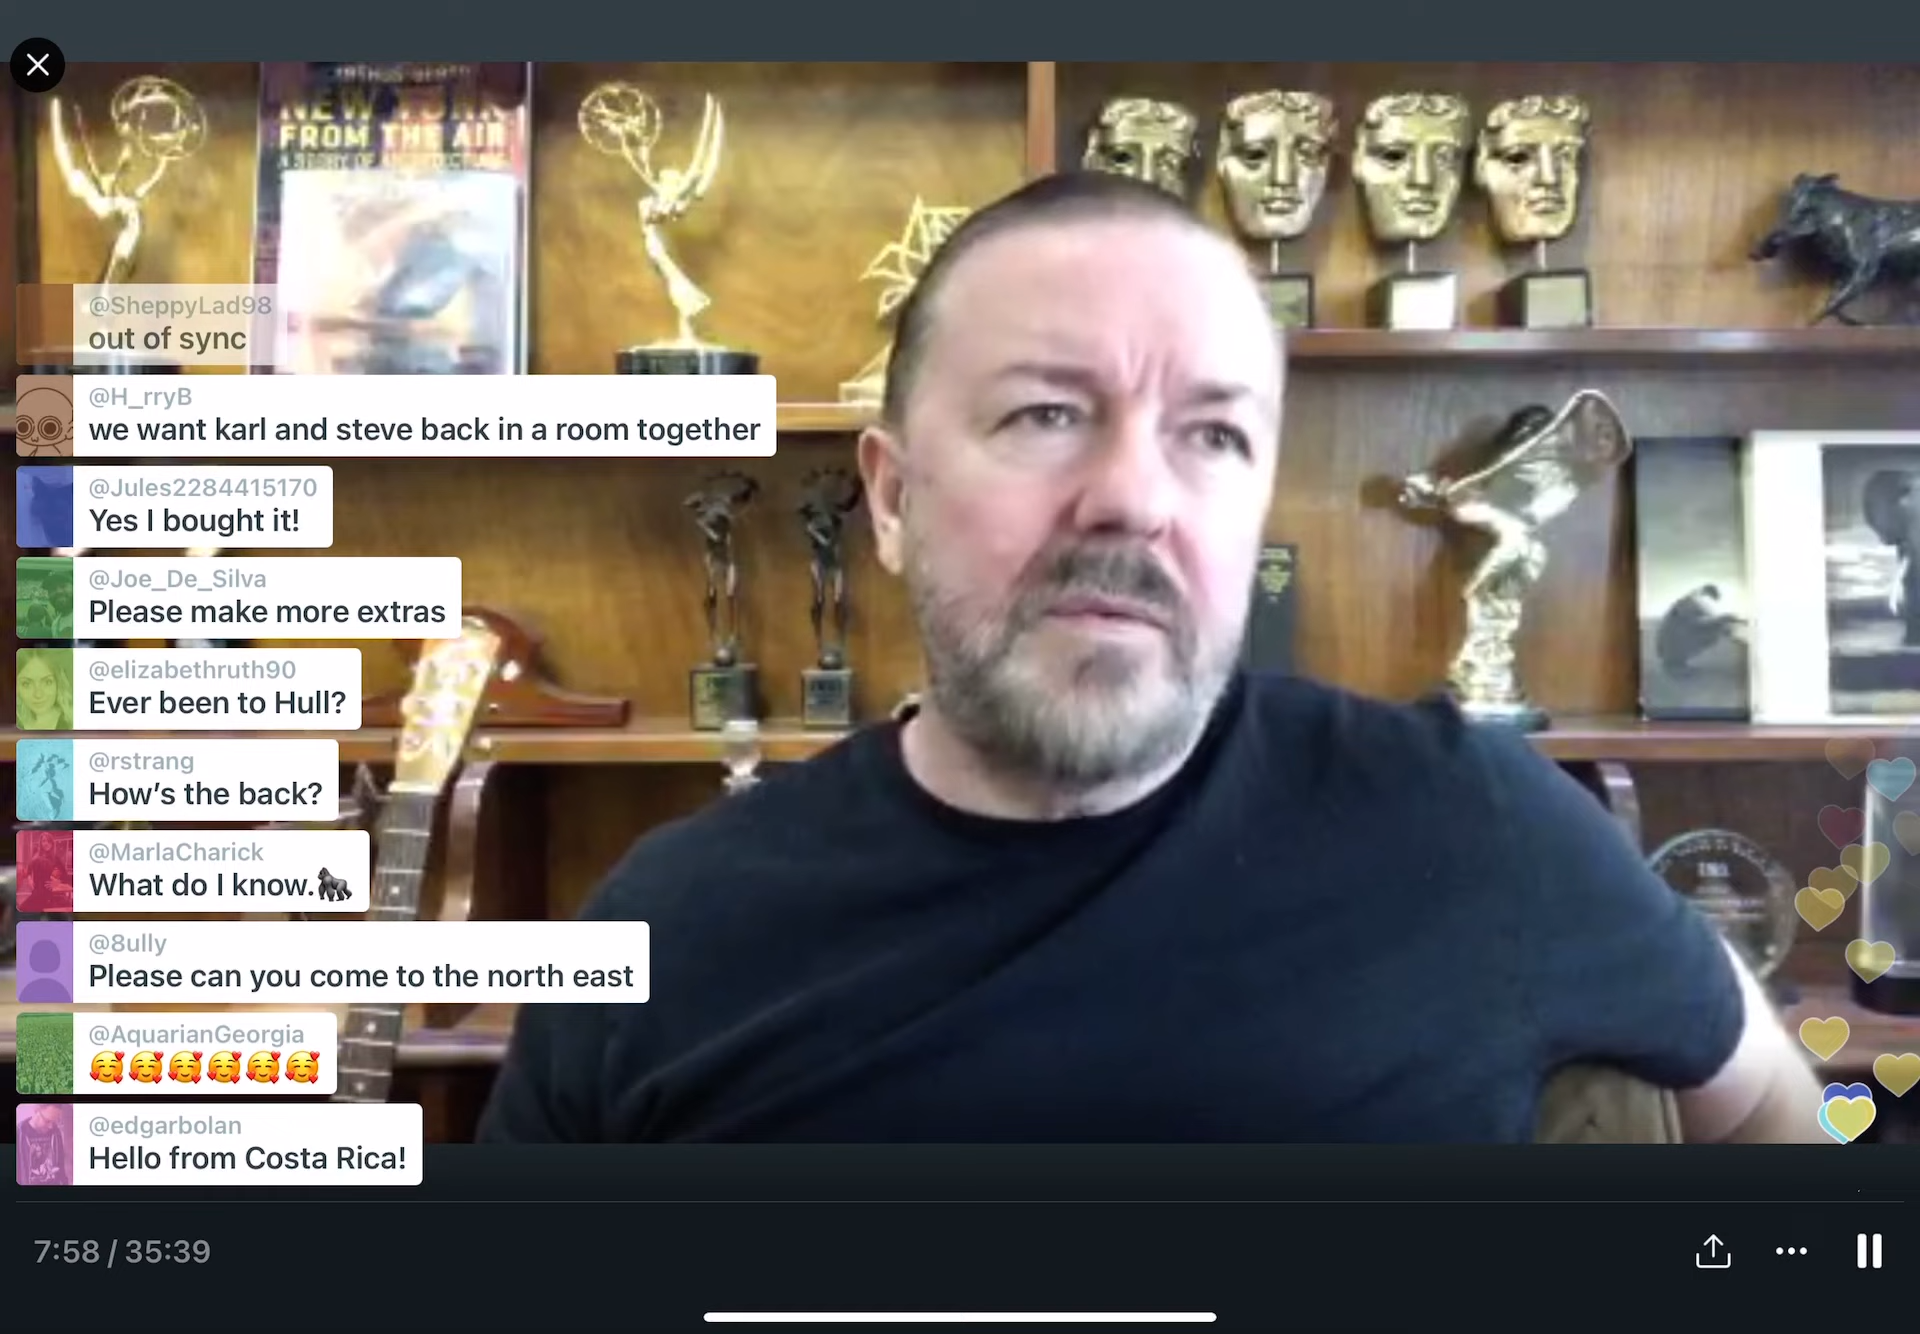 NEW YORK
FROM THE AIR
@SheppyLad98
out of sync
@H_rryB
we want karl and steve back in a room together
@Jules2284415170
Yes I bought it!
@Joe_De_Silva
Please make more extras
@elizabethruth90
Ever been to Hull?
@rstrang
How's the back?
@MarlaCharick
What do I know.🦍
@8ully
Please can you come to the north east
@AquarianGeorgia
🥰🥰🥰🥰🥰🥰
@edgarbolan
Hello from Costa Rica!
7:58 / 35:39